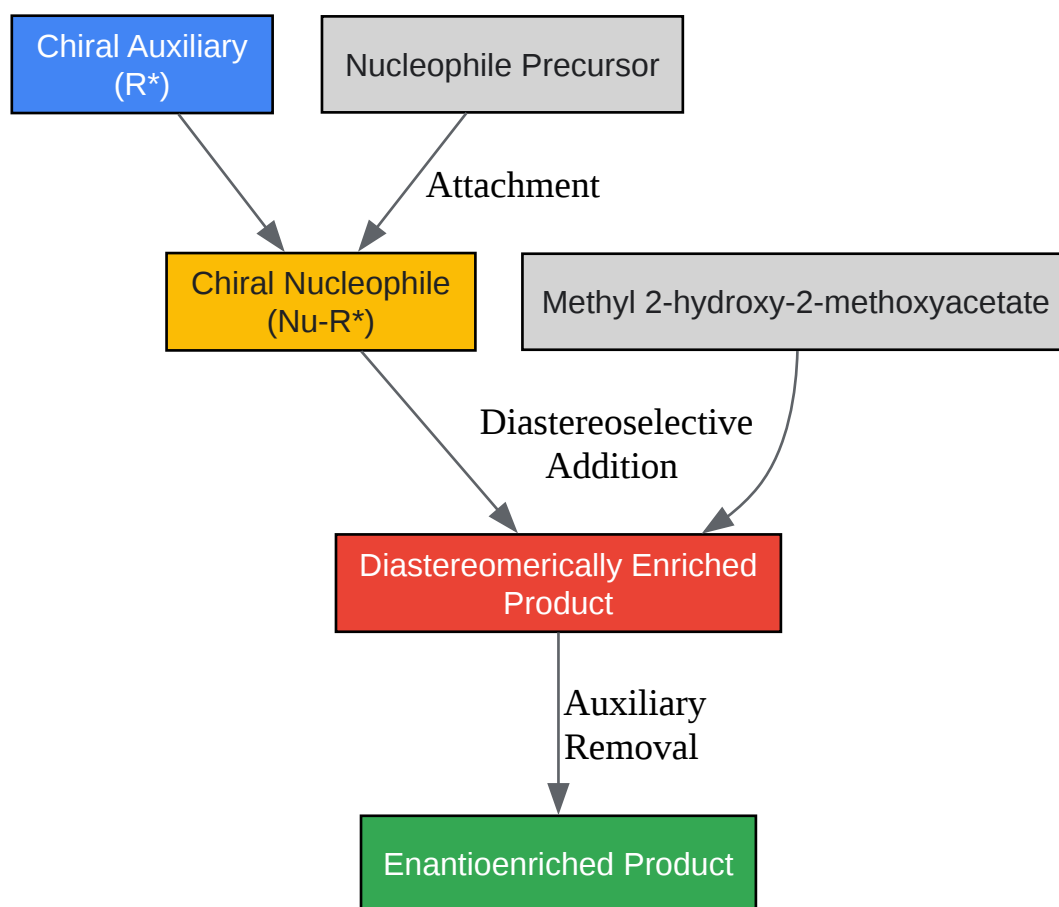 Chiral Auxiliary
(R*)
Nucleophile Precursor
Attachment
Chiral Nucleophile
(Nu-R*)
Methyl 2-hydroxy-2-methoxyacetate
Diastereoselective
Addition
Diastereomerically Enriched
Product
Auxiliary
Removal
Enantioenriched Product